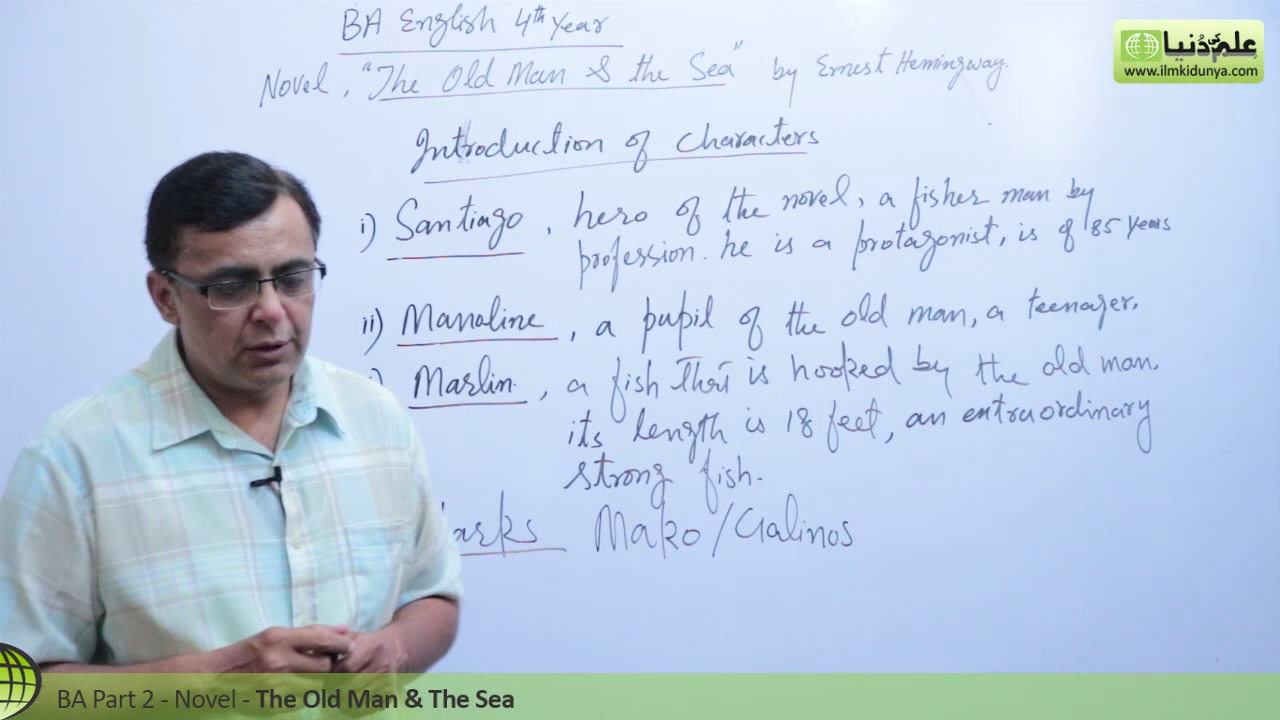 BA English 4th Year
Novel, "The Old Man & the Sea" by Ernest Hemingway.
Introduction of Characters
i) Santiago, hero of the novel, a fisher man by
profession. he is a protagonist, is of 85 years
ii) Manoline, a pupil of the old man, a teenager.
) Marlin, a fish that is hooked by the old man.
its length is 18 feet, an extraordinary
strong fish.
arks Mako/Galinos
علم کی دُنیا
www.ilmkidunya.com
BA Part 2 - Novel - The Old Man & The Sea